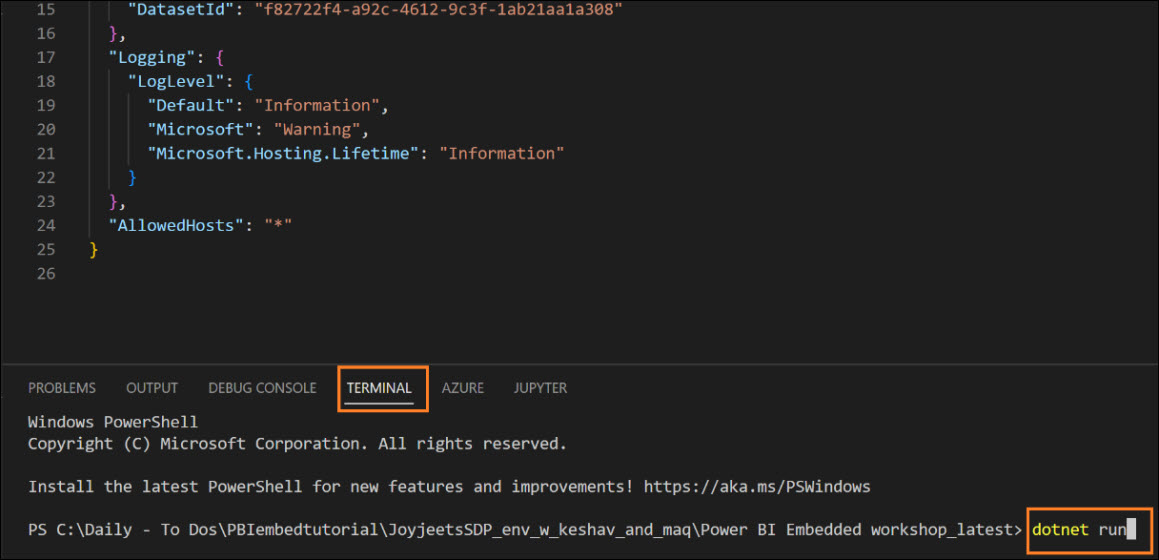 15 "DatasetId": "f82722f4-a92c-4612-9c3f-1ab21aa1a308"
16 },
17 "Logging": {
18 "LogLevel": {
19 "Default": "Information",
20 "Microsoft": "Warning",
21 "Microsoft.Hosting.Lifetime": "Information"
22 }
23 },
24 "AllowedHosts": "*"
25 }
26
PROBLEMS OUTPUT DEBUG CONSOLE TERMINAL AZURE JUPYTER
Windows PowerShell
Copyright (C) Microsoft Corporation. All rights reserved.
Install the latest PowerShell for new features and improvements! https://aka.ms/PSWindows
PS C:\Daily - To Dos\PBIembedtutorial\JoyjeetsSDP_env_w_keshav_and_maq\Power BI Embedded workshop_latest> dotnet run